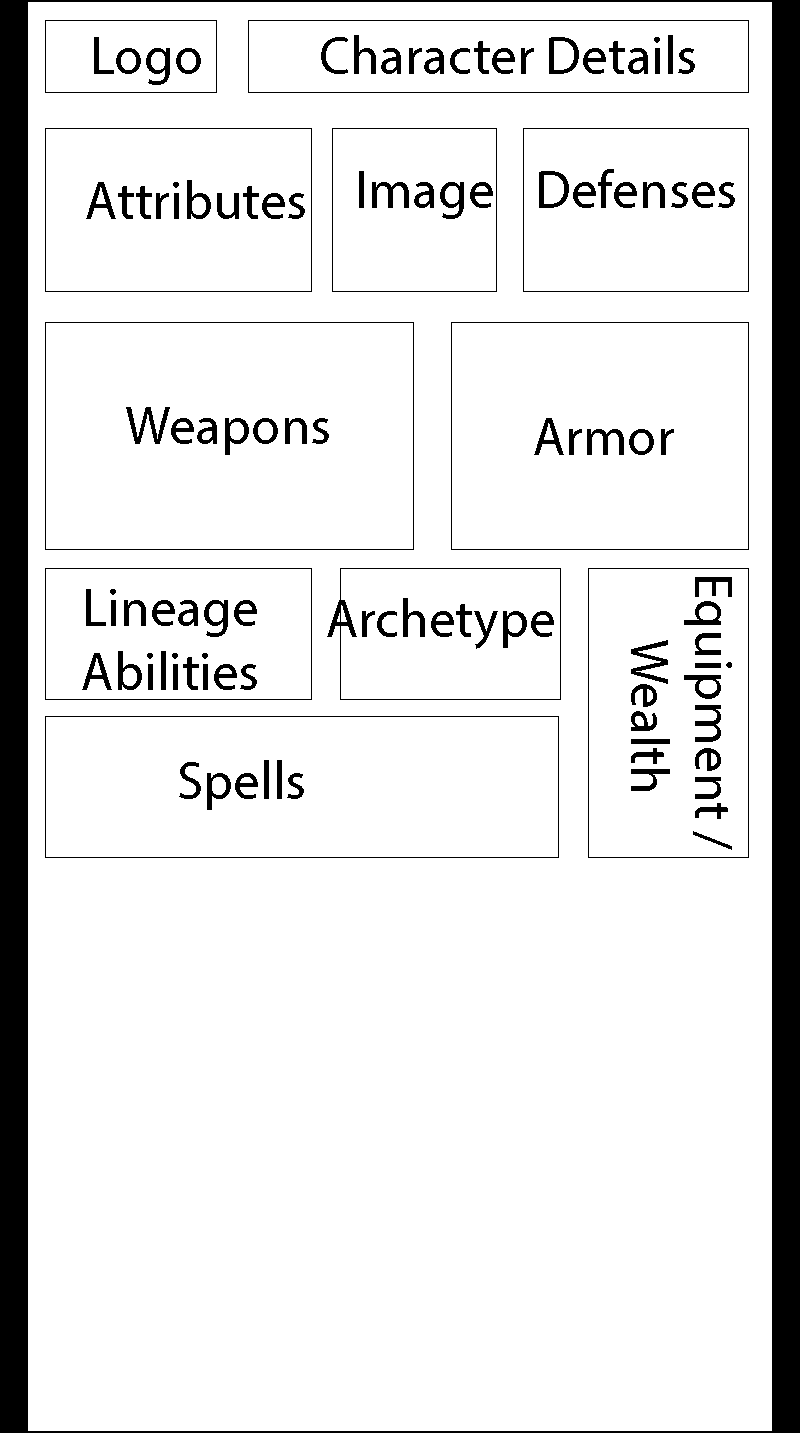 Logo
Character Details
Attributes
Image
Defenses
Weapons
Armor
Lineage
Abilities
Archetype
Equipment /
Wealth
Spells